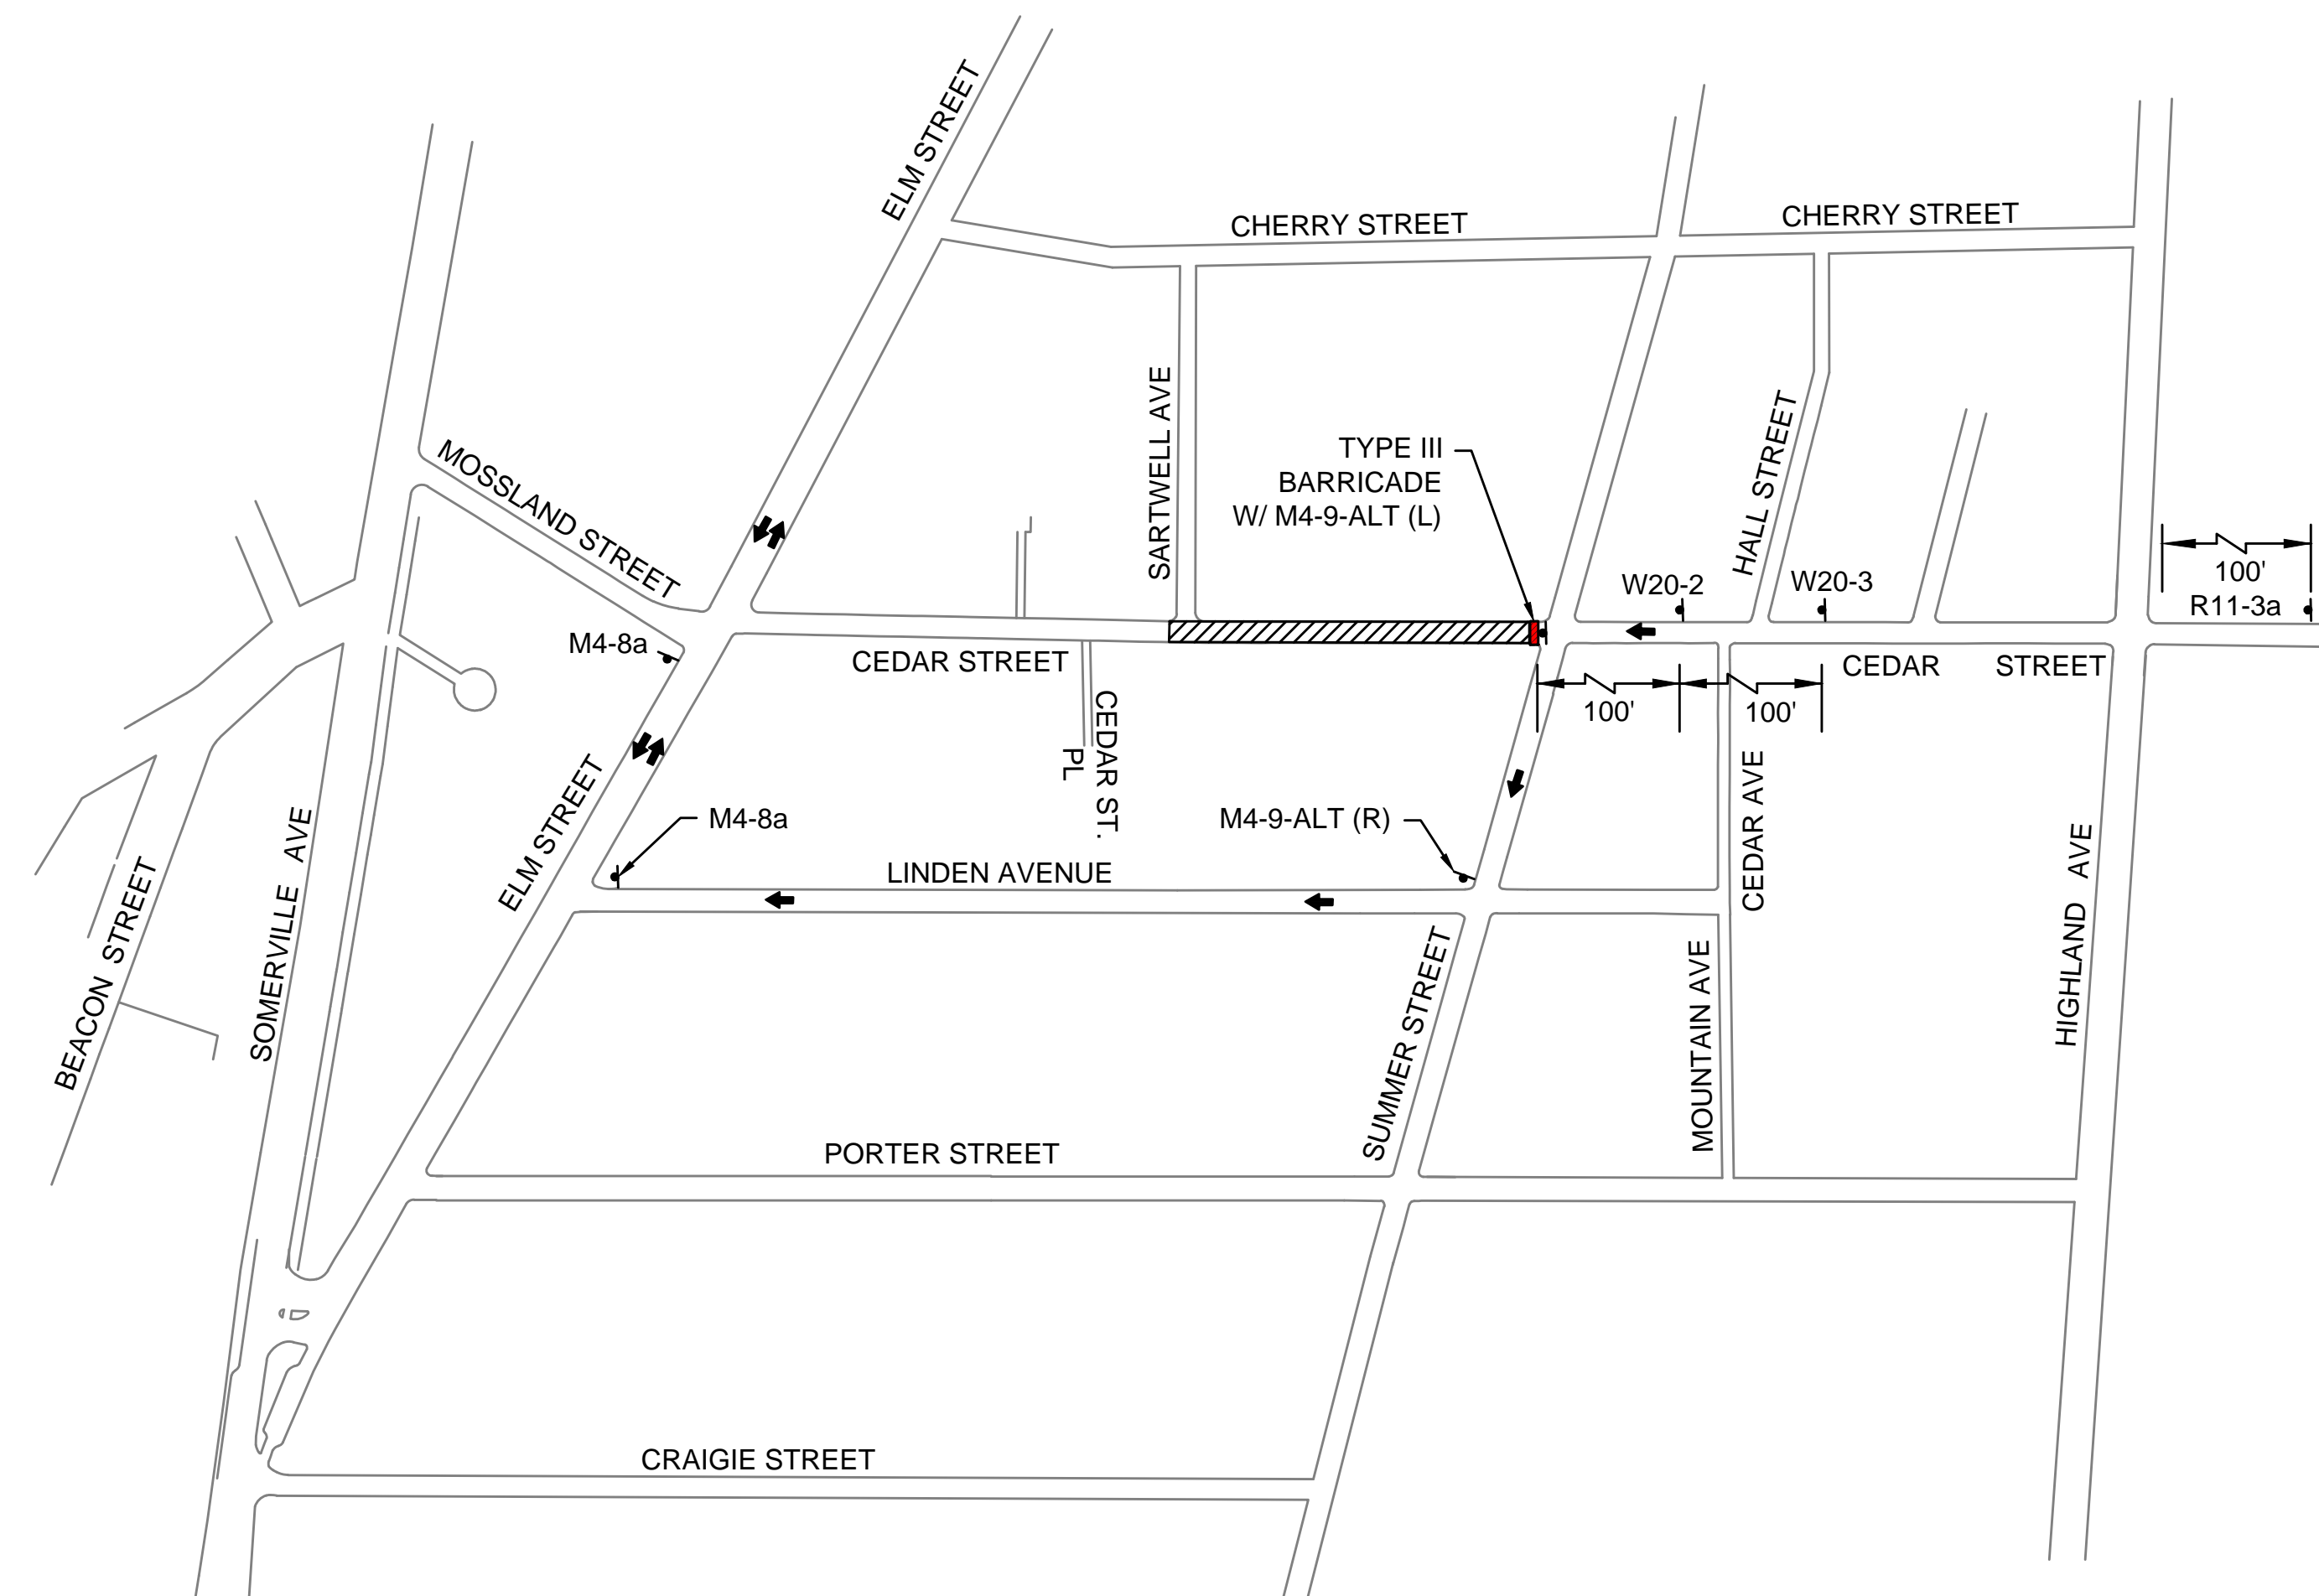 ELM STREET
CHERRY STREET
CHERRY STREET
MOSSLAND STREET
SARTWELL AVE
TYPE III
BARRICADE
W/ M4-9-ALT (L)
HALL STREET
W20-2
W20-3
100'
R11-3a
M4-8a
CEDAR STREET
CEDAR STREET
100'
100'
CEDAR ST.
PL
ELM STREET
M4-8a
M4-9-ALT (R)
CEDAR AVE
LINDEN AVENUE
SOMERVILLE AVE
BEACON STREET
HIGHLAND AVE
SUMMER STREET
MOUNTAIN AVE
PORTER STREET
CRAIGIE STREET